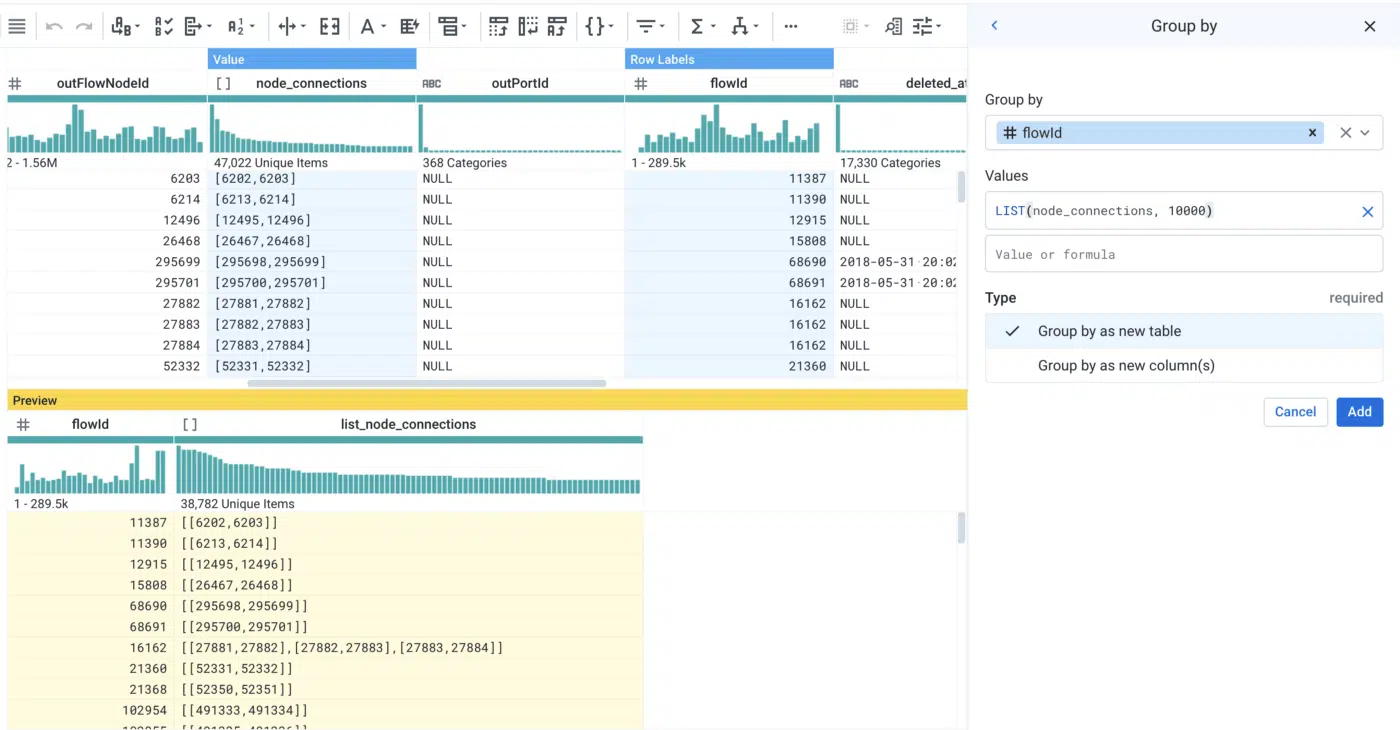 Value
Row Labels
# outFlowNodeId [ ] node_connections ABC outPortId # flowId ABC deleted_at
2 - 1.56M 47,022 Unique Items 368 Categories 1 - 289.5k 17,330 Categories
6203 [6202,6203] NULL 11387 NULL
6214 [6213,6214] NULL 11390 NULL
12496 [12495,12496] NULL 12915 NULL
26468 [26467,26468] NULL 15808 NULL
295699 [295698,295699] NULL 68690 2018-05-31·20:02
295701 [295700,295701] NULL 68691 2018-05-31·20:02
27882 [27881,27882] NULL 16162 NULL
27883 [27882,27883] NULL 16162 NULL
27884 [27883,27884] NULL 16162 NULL
52332 [52331,52332] NULL 21360 NULL
Preview
# flowId [ ] list_node_connections
1 - 289.5k 38,782 Unique Items
11387 [[6202,6203]]
11390 [[6213,6214]]
12915 [[12495,12496]]
15808 [[26467,26468]]
68690 [[295698,295699]]
68691 [[295700,295701]]
16162 [[27881,27882],[27882,27883],[27883,27884]]
21360 [[52331,52332]]
21368 [[52350,52351]]
102954 [[491333,491334]]
Group by
Group by
# flowId
Values
LIST(node_connections, 10000)
Value or formula
Type required
Group by as new table
Group by as new column(s)
Cancel Add